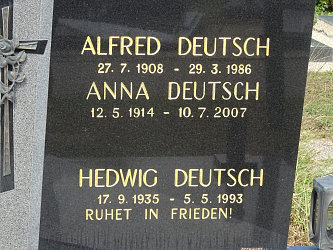 ALFRED DEUTSCH
27. 7. 1908 - 29. 3. 1986
ANNA DEUTSCH
12. 5. 1914 - 10. 7. 2007
HEDWIG DEUTSCH
17. 9. 1935 - 5. 5. 1993
RUHET IN FRIEDEN!